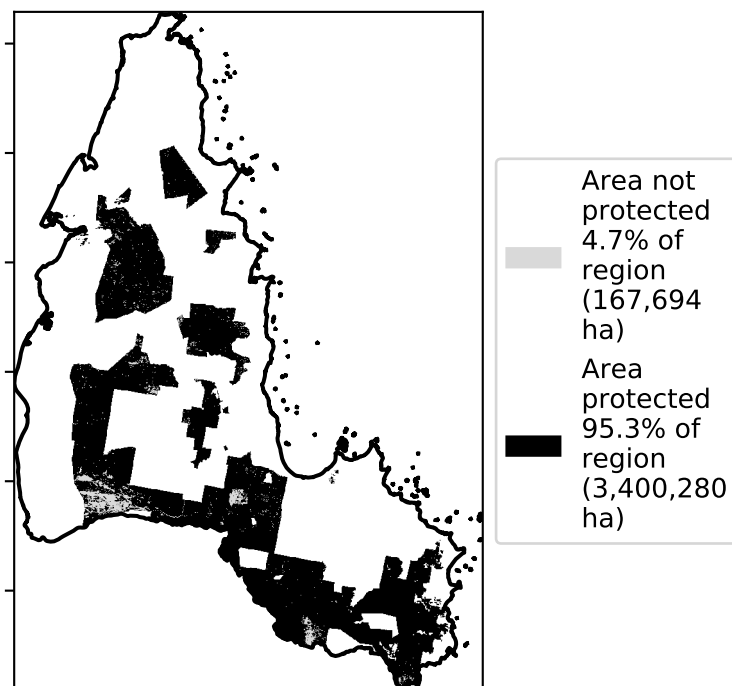 Area not
protected
4.7% of
region
(167,694
ha)
Area
protected
95.3% of
region
(3,400,280
ha)